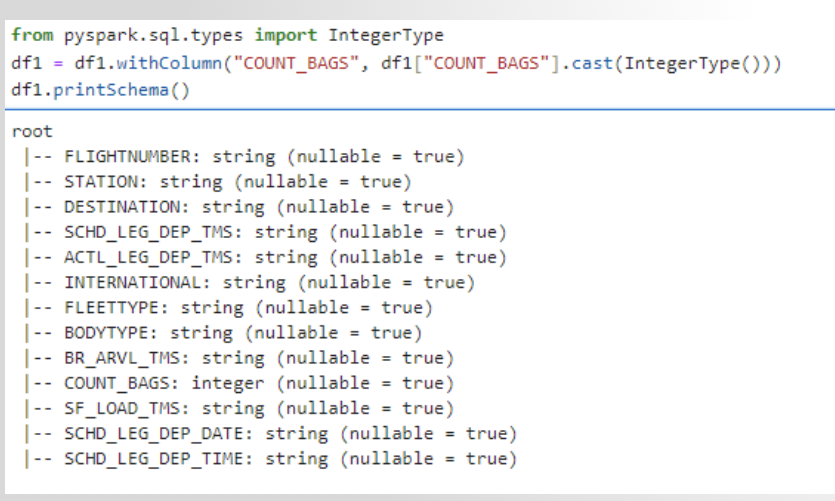 from pyspark.sql.types import IntegerType
df1 = df1.withColumn("COUNT_BAGS", df1["COUNT_BAGS"].cast(IntegerType()))
df1.printSchema()
root
 |-- FLIGHTNUMBER: string (nullable = true)
 |-- STATION: string (nullable = true)
 |-- DESTINATION: string (nullable = true)
 |-- SCHD_LEG_DEP_TMS: string (nullable = true)
 |-- ACTL_LEG_DEP_TMS: string (nullable = true)
 |-- INTERNATIONAL: string (nullable = true)
 |-- FLEETTYPE: string (nullable = true)
 |-- BODYTYPE: string (nullable = true)
 |-- BR_ARVL_TMS: string (nullable = true)
 |-- COUNT_BAGS: integer (nullable = true)
 |-- SF_LOAD_TMS: string (nullable = true)
 |-- SCHD_LEG_DEP_DATE: string (nullable = true)
 |-- SCHD_LEG_DEP_TIME: string (nullable = true)